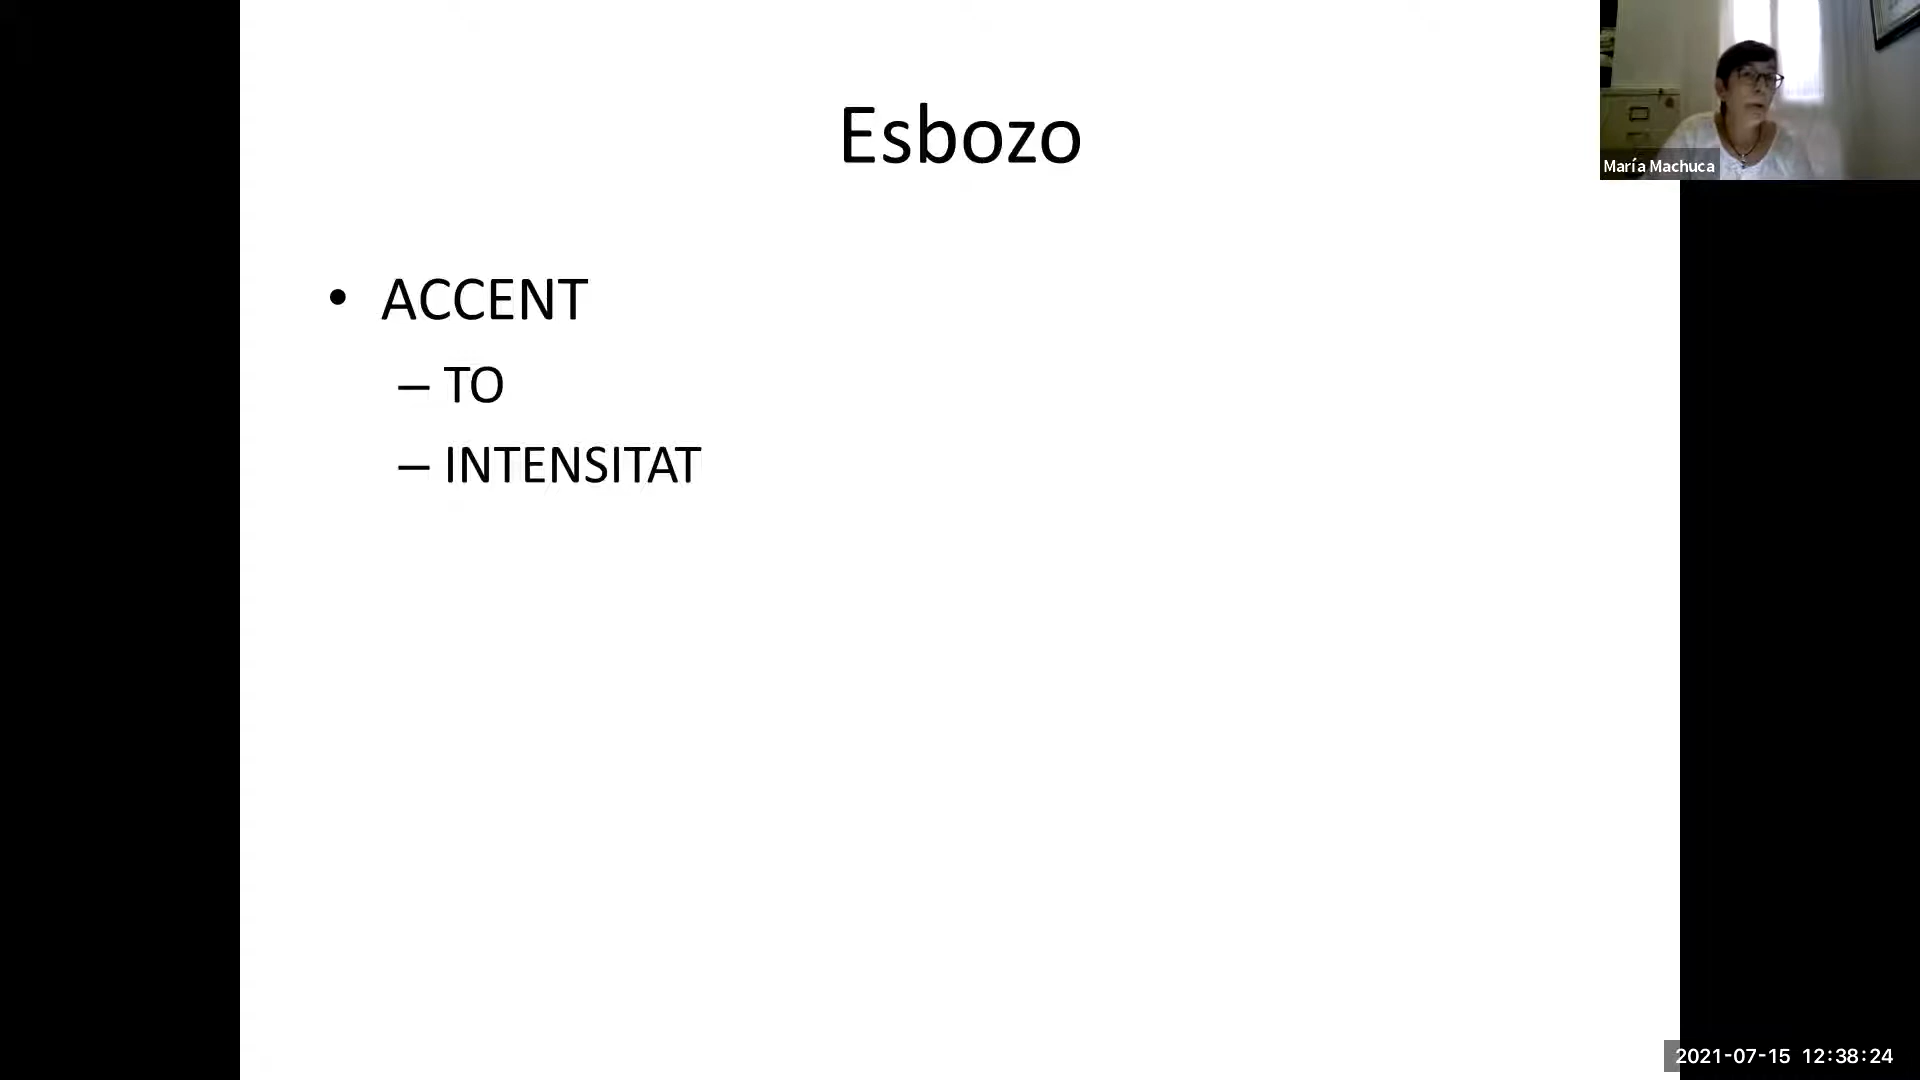 Esbozo
María Machuca
• ACCENT
– TO
– INTENSITAT
2021-07-15 12:38:24